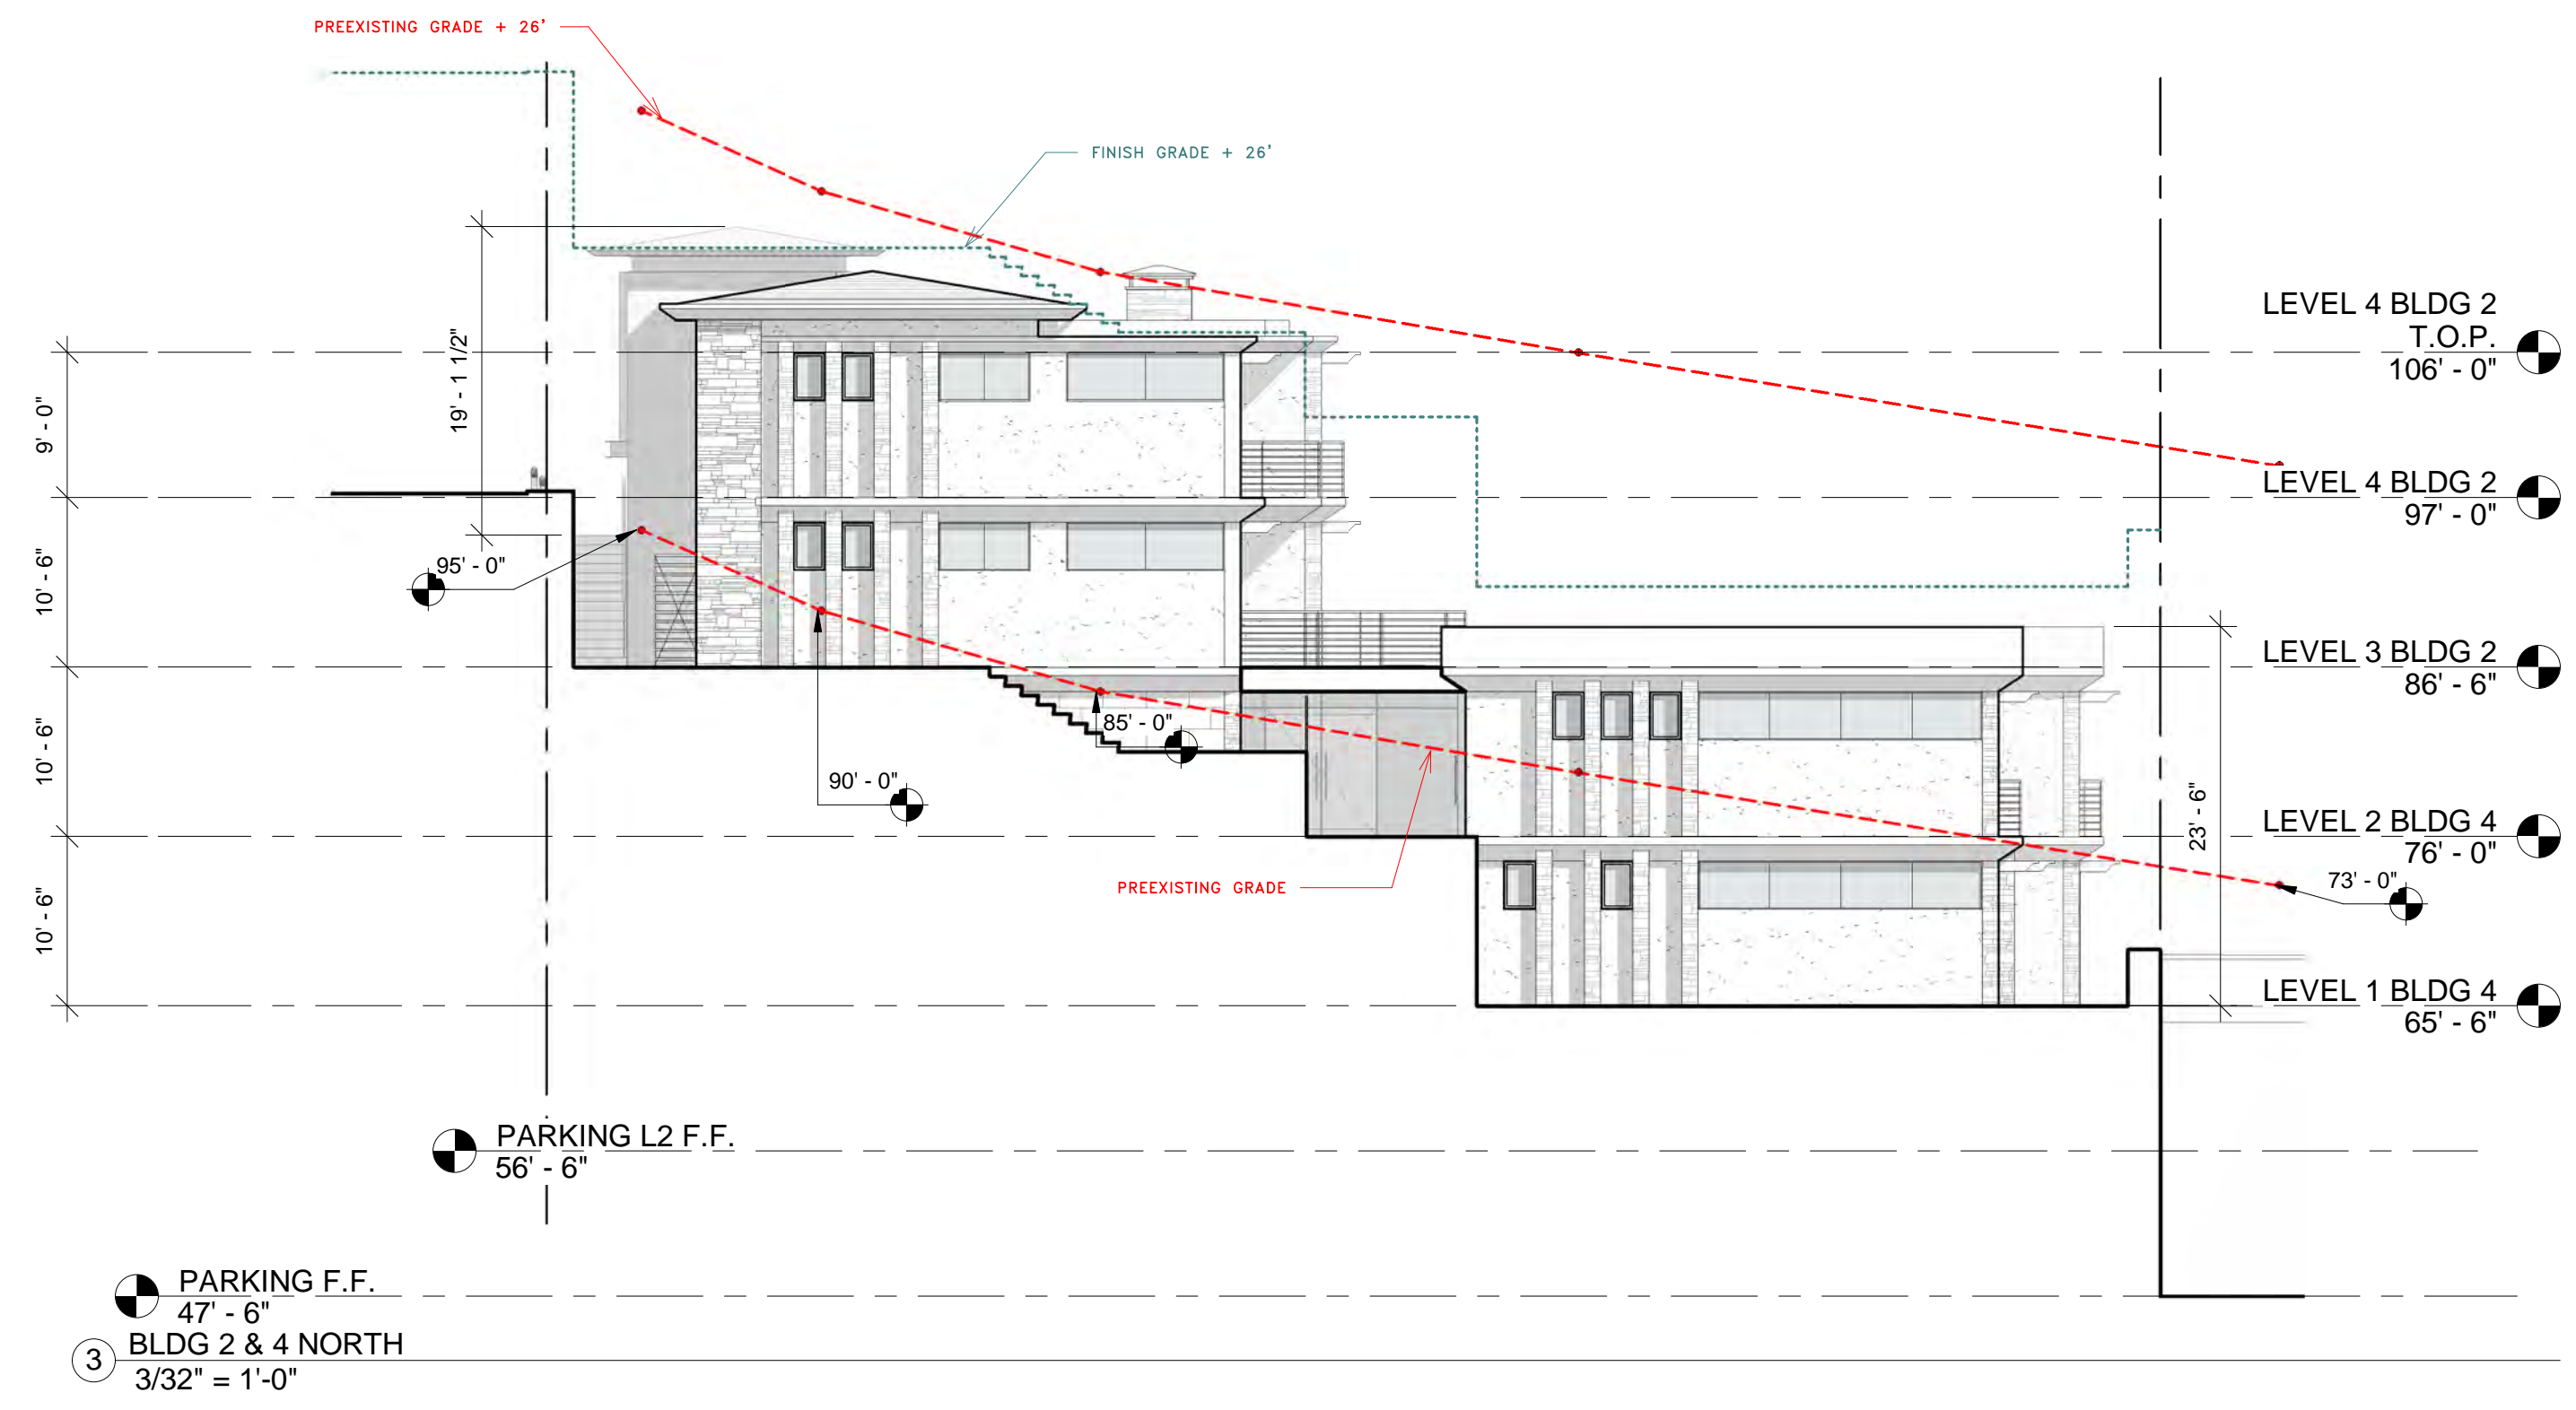 PREEXISTING GRADE + 26'
FINISH GRADE + 26'
19' - 1 1/2"
9' - 0"
10' - 6"
10' - 6"
10' - 6"
LEVEL 4 BLDG 2
T.O.P.
106' - 0"
LEVEL 4 BLDG 2
97' - 0"
95' - 0"
LEVEL 3 BLDG 2
86' - 6"
85' - 0"
90' - 0"
23' - 6"
LEVEL 2 BLDG 4
76' - 0"
PREEXISTING GRADE
73' - 0"
LEVEL 1 BLDG 4
65' - 6"
PARKING L2 F.F.
56' - 6"
PARKING F.F.
47' - 6"
3
BLDG 2 & 4 NORTH
3/32" = 1'-0"